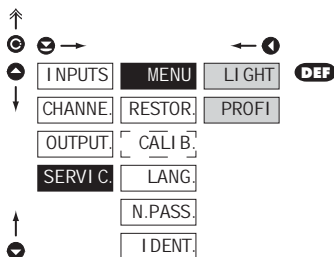 INPUTS MENU LIGHT DEF
CHANNE. RESTOR. PROFI
OUTPUT. CALIB.
SERVIC. LANG.
N.PASS.
IDENT.